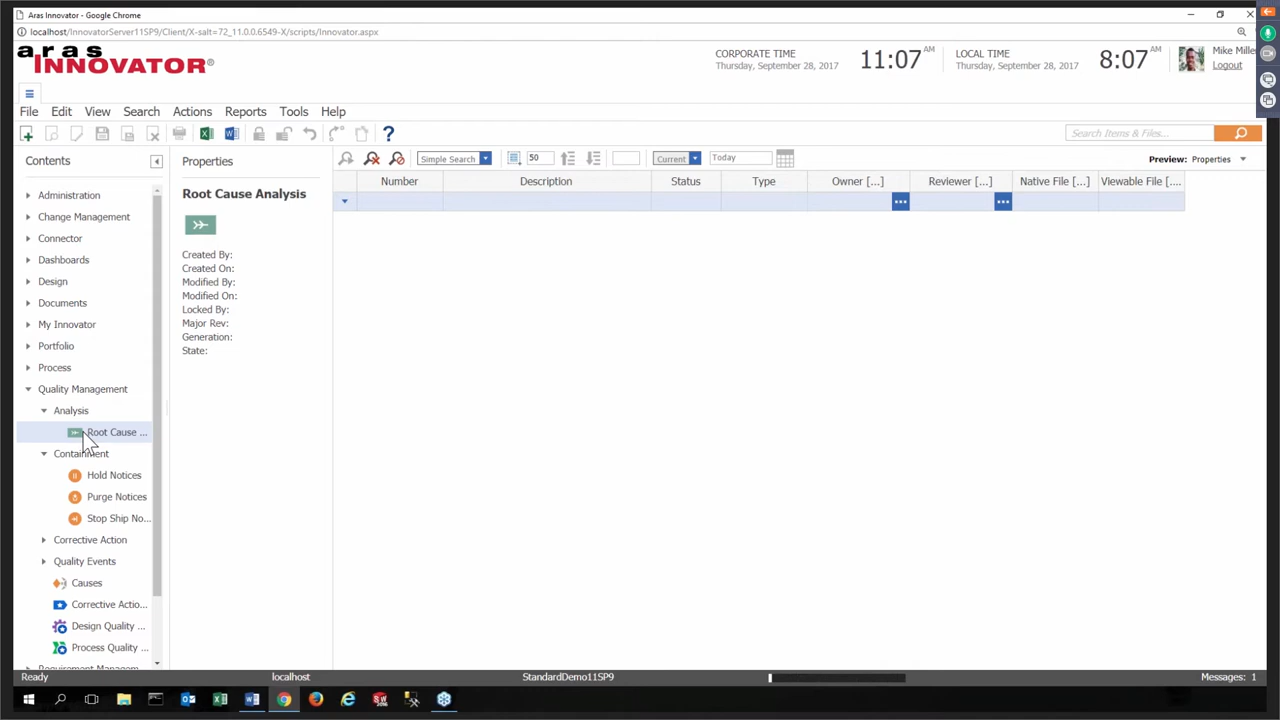 Aras Innovator - Google Chrome
localhost/InnovatorServer11SP9/Client/X-salt=72_11.0.0.6549-X/scripts/Innovator.aspx
aras
INNOVATOR®
CORPORATE TIME
Thursday, September 28, 2017
11:07 AM
LOCAL TIME
Thursday, September 28, 2017
8:07 AM
Mike Miller
Logout
File Edit View Search Actions Reports Tools Help
Search Items & Files...
Contents
Properties
Simple Search
50
Current
Today
Preview: Properties
Number Description Status Type Owner [...] Reviewer [...] Native File [...] Viewable File [....
Administration
Change Management
Connector
Dashboards
Design
Documents
My Innovator
Portfolio
Process
Quality Management
Analysis
Root Cause ...
Containment
Hold Notices
Purge Notices
Stop Ship No...
Corrective Action
Quality Events
Causes
Corrective Actio...
Design Quality ...
Process Quality ...
Root Cause Analysis
Created By:
Created On:
Modified By:
Modified On:
Locked By:
Major Rev:
Generation:
State:
Ready
localhost
StandardDemo11SP9
Messages: 1